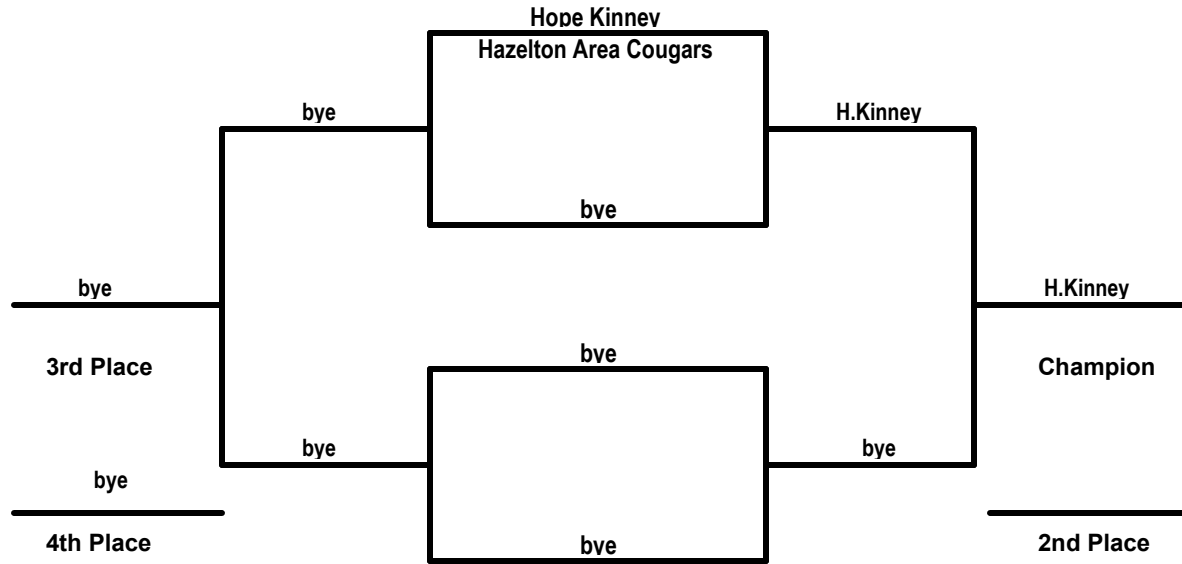 Hope Kinney
Hazelton Area Cougars
bye
H.Kinney
bye
bye
H.Kinney
bye
3rd Place
Champion
bye
bye
bye
4th Place
bye
2nd Place